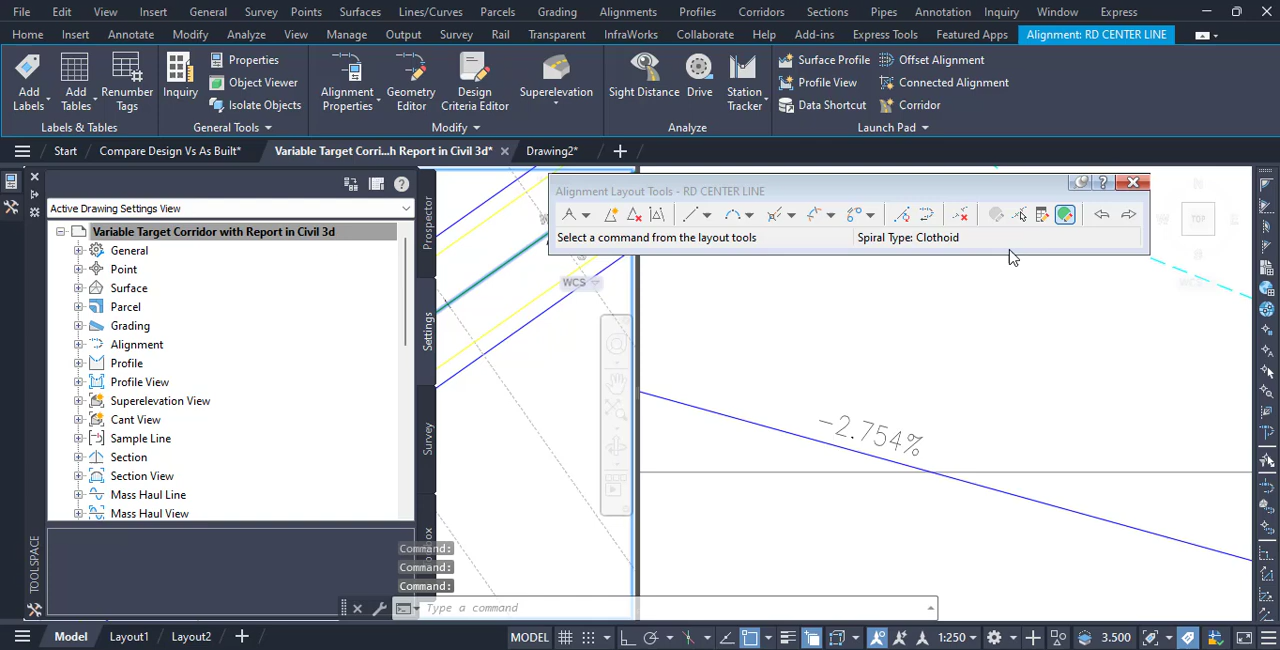 File Edit View Insert General Survey Points Surfaces Lines/Curves Parcels Grading Alignments Profiles Corridors Sections Pipes Annotation Inquiry Window Express
Home Insert Annotate Modify Analyze View Manage Output Survey Rail Transparent InfraWorks Collaborate Help Add-ins Express Tools Featured Apps Alignment: RD CENTER LINE
Add Labels
Add Tables
Renumber Tags
Inquiry
Properties
Object Viewer
Isolate Objects
Alignment Properties
Geometry Editor
Design Criteria Editor
Superelevation
Sight Distance
Drive
Station Tracker
Surface Profile
Profile View
Data Shortcut
Offset Alignment
Connected Alignment
Corridor
Labels & Tables General Tools Modify Analyze Launch Pad
Start Compare Design Vs As Built* Variable Target Corri...h Report in Civil 3d* Drawing2*
Active Drawing Settings View
Variable Target Corridor with Report in Civil 3d
General
Point
Surface
Parcel
Grading
Alignment
Profile
Profile View
Superelevation View
Cant View
Sample Line
Section
Section View
Mass Haul Line
Mass Haul View
Prospector
Settings
Survey
TOOLSPACE
Alignment Layout Tools - RD CENTER LINE
Select a command from the layout tools Spiral Type: Clothoid
WCS
TOP
-2.754%
Command:
Command:
Command:
Type a command
Model Layout1 Layout2 MODEL 1:250 3.500